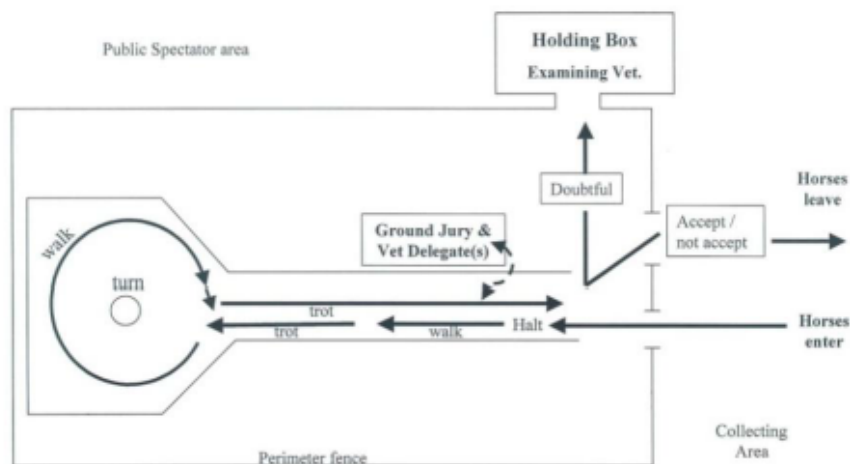 Public Spectator area
Holding Box
Examining Vet.
Doubtful
Horses
leave
Accept /
not accept
Ground Jury &
Vet Delegate(s)
walk
turn
trot
trot
walk
Halt
Horses
enter
Collecting
Area
Perimeter fence